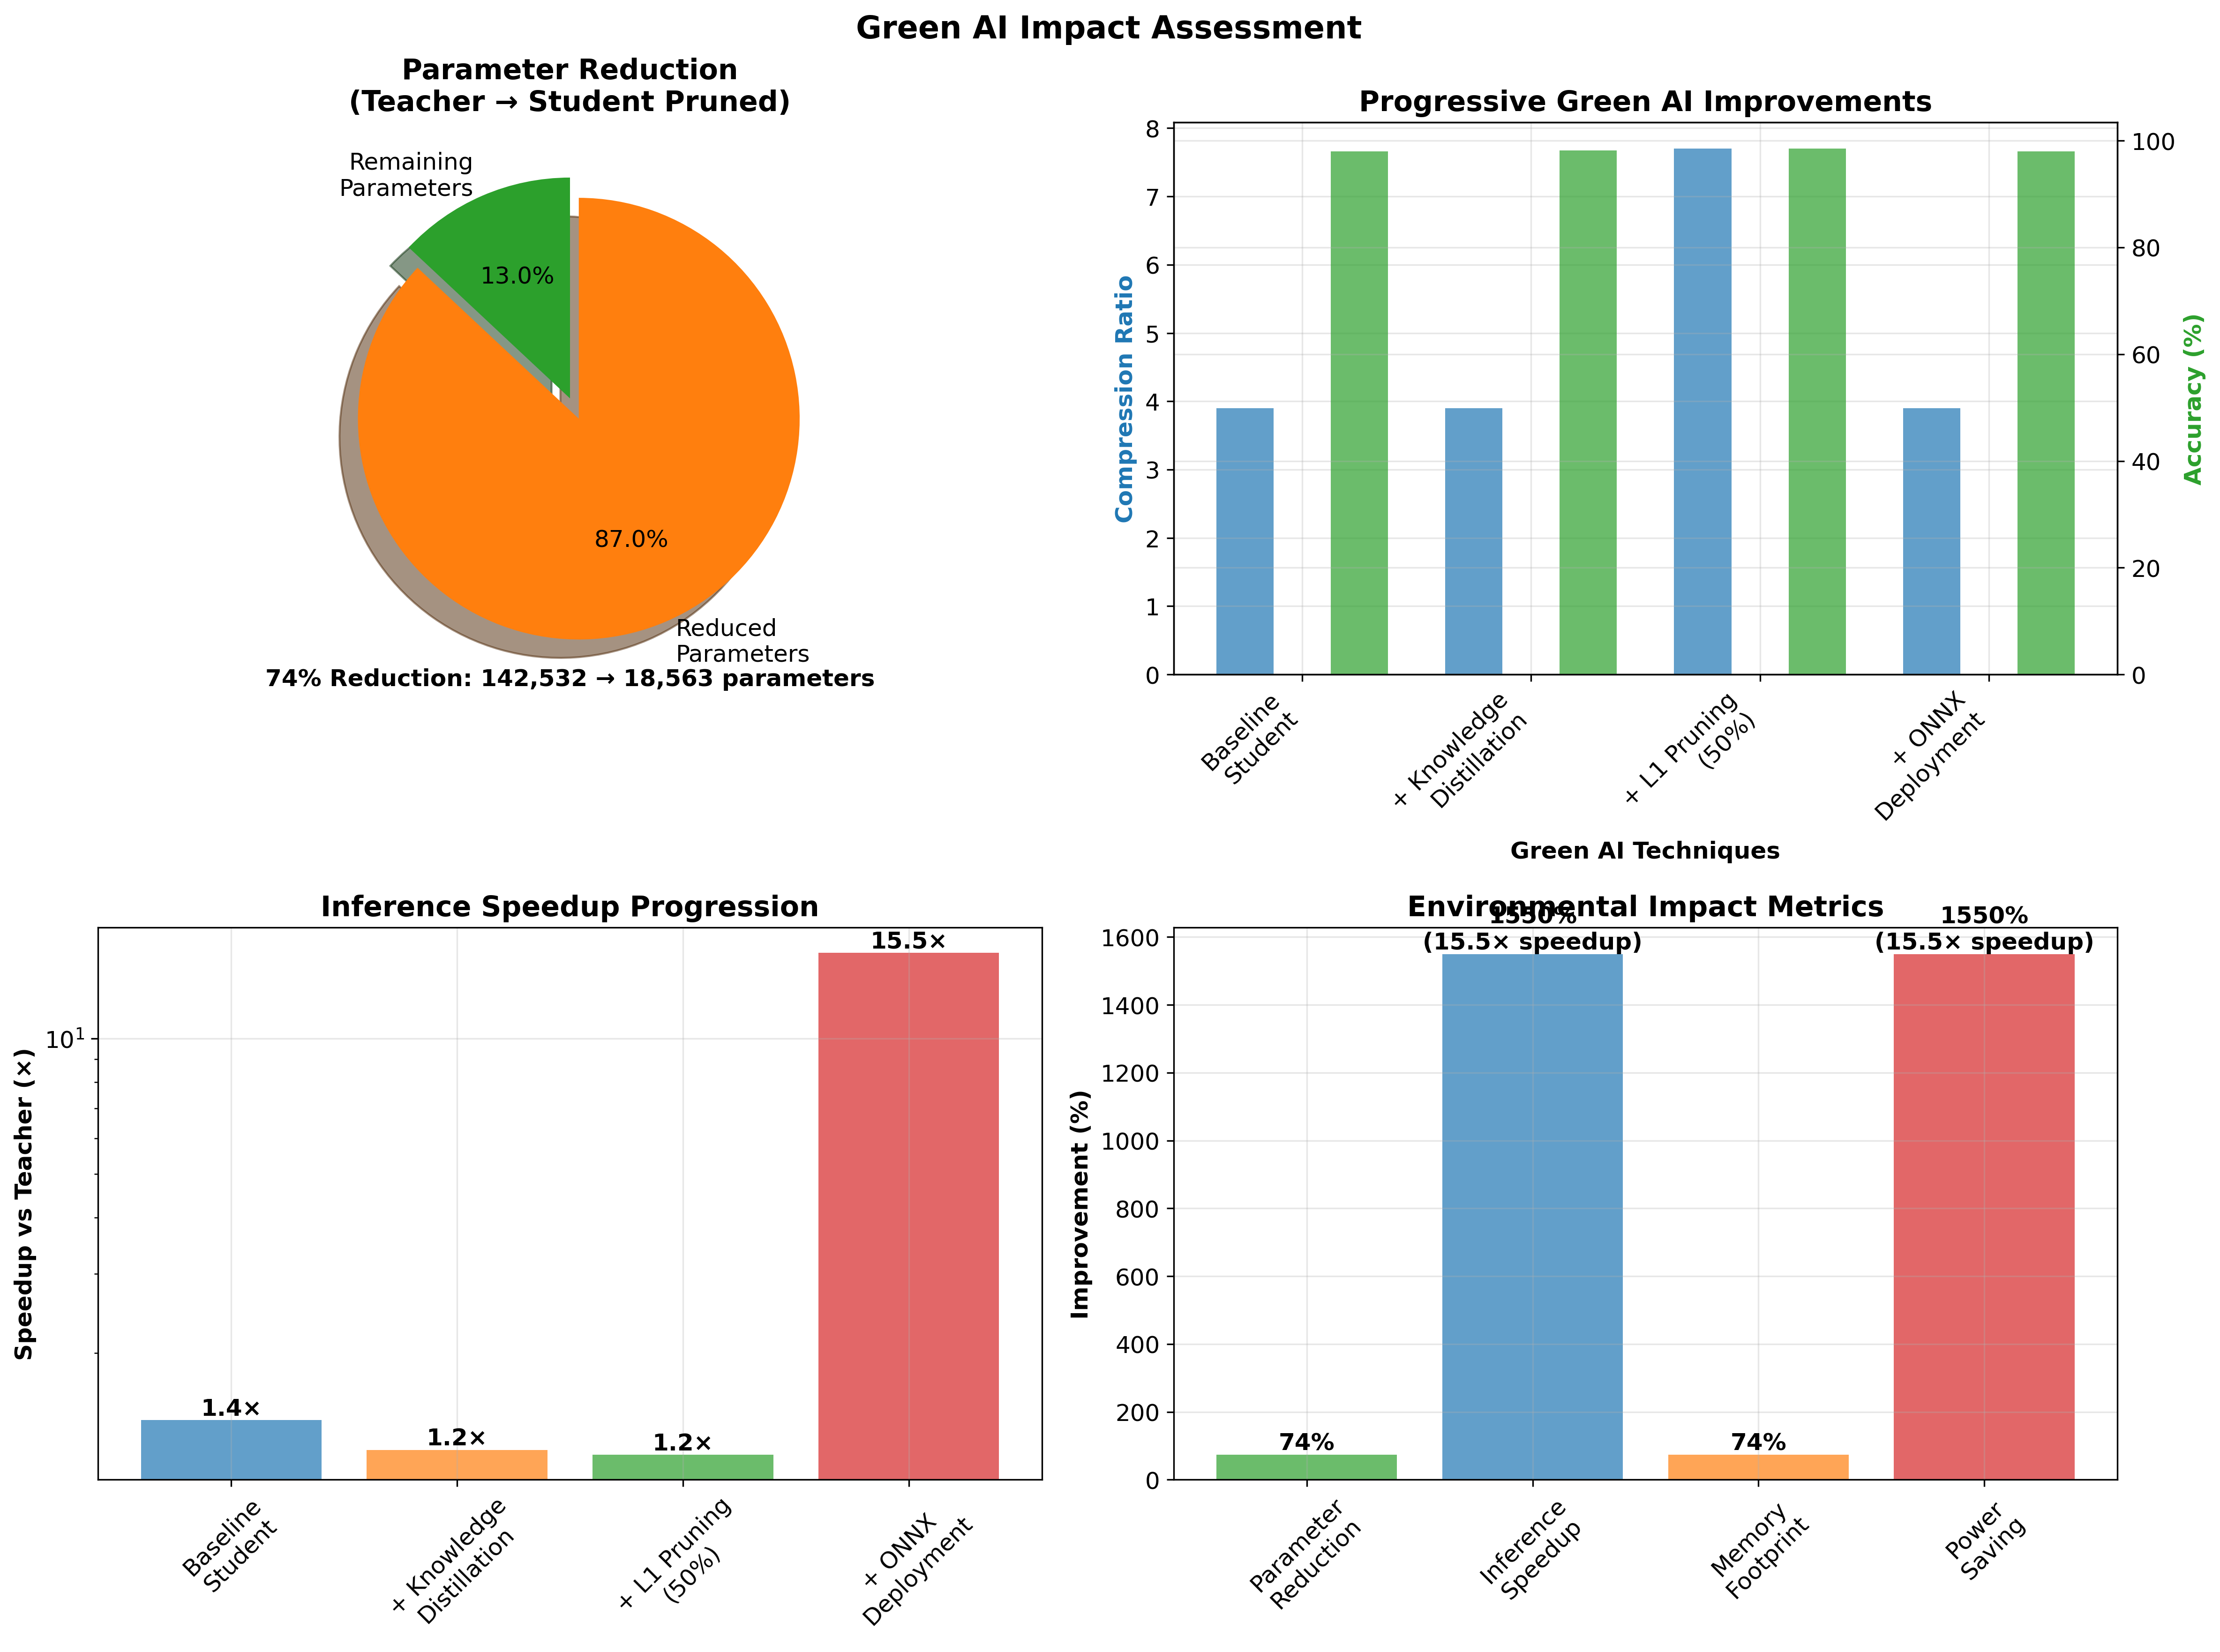 Green AI Impact Assessment
Parameter Reduction
(Teacher → Student Pruned)
Remaining
Parameters
13.0%
87.0%
Reduced
Parameters
74% Reduction: 142,532 → 18,563 parameters
Progressive Green AI Improvements
Compression Ratio
8
7
6
5
4
3
2
1
0
100
80
60
40
20
0
Accuracy (%)
Baseline
Student
+ Knowledge
Distillation
+ L1 Pruning
(50%)
+ ONNX
Deployment
Green AI Techniques
Inference Speedup Progression
Speedup vs Teacher (×)
10¹
1.4×
1.2×
1.2×
15.5×
Baseline
Student
+ Knowledge
Distillation
+ L1 Pruning
(50%)
+ ONNX
Deployment
Environmental Impact Metrics
Improvement (%)
1600
1400
1200
1000
800
600
400
200
0
74%
1550%
(15.5× speedup)
74%
1550%
(15.5× speedup)
Parameter
Reduction
Inference
Speedup
Memory
Footprint
Power
Saving